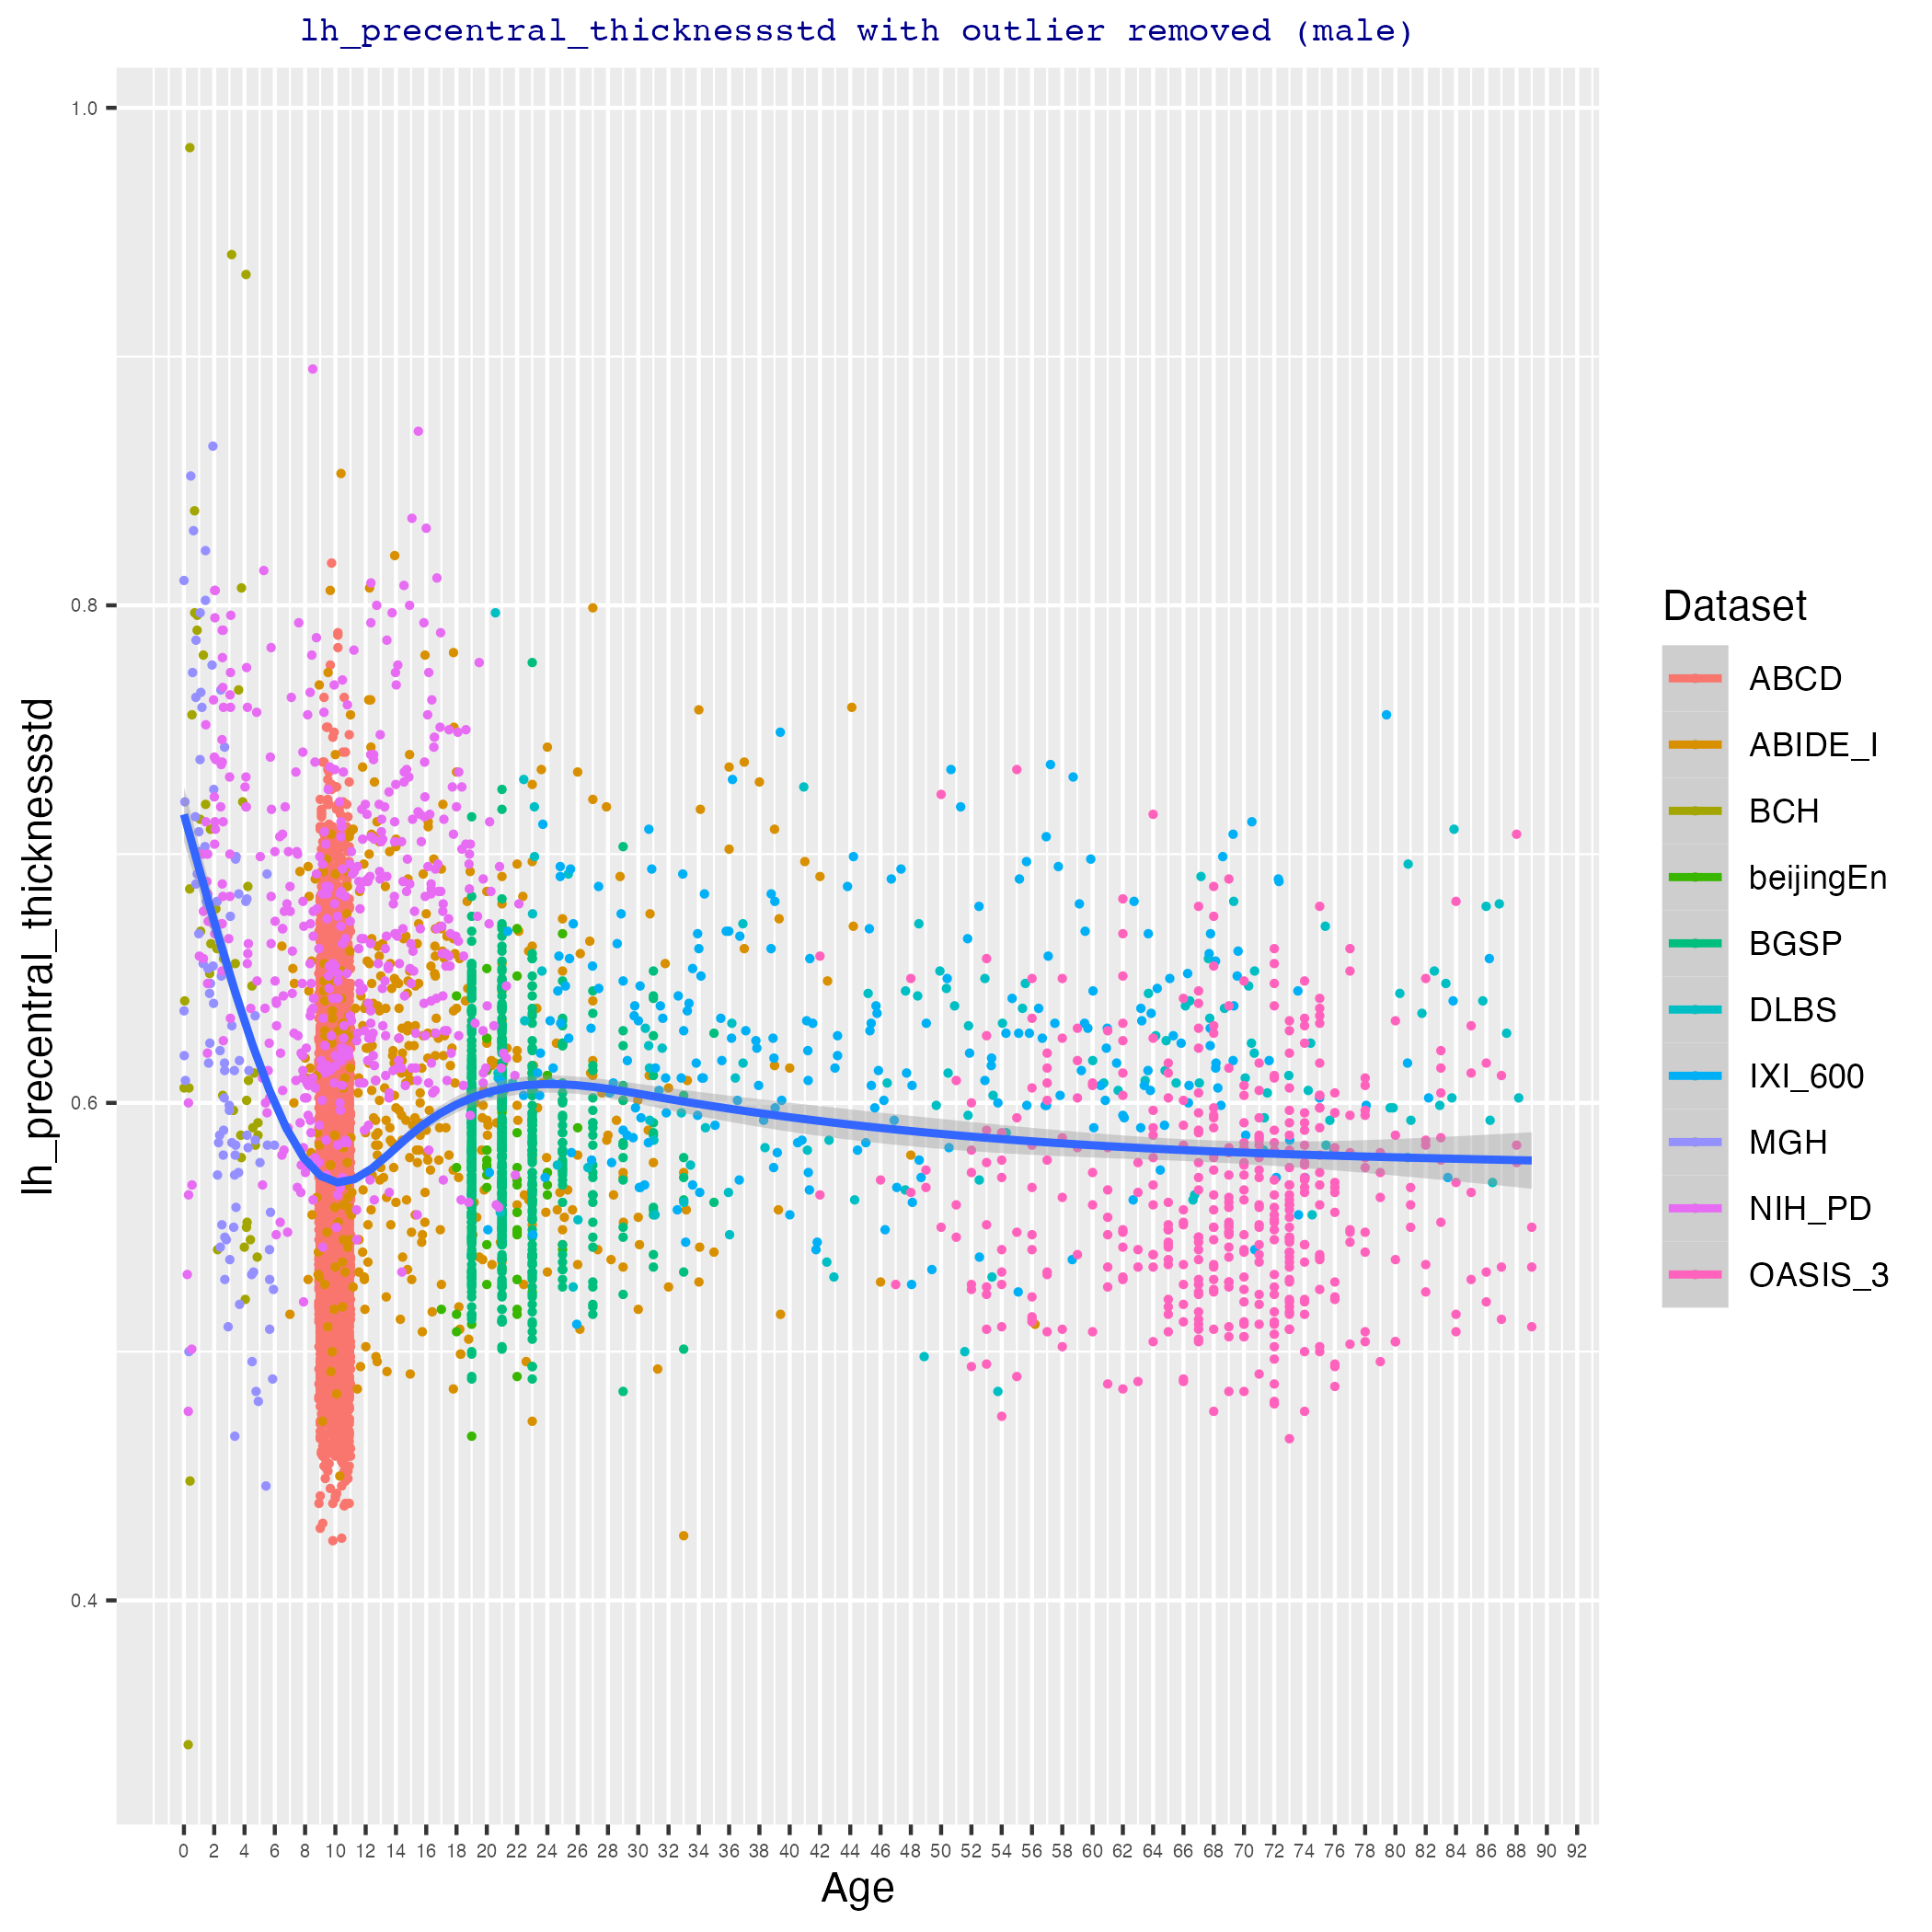 lh_precentral_thicknessstd with outlier removed (male)
1.0
0.8
0.6
0.4
lh_precentral_thicknessstd
0 2 4 6 8 10 12 14 16 18 20 22 24 26 28 30 32 34 36 38 40 42 44 46 48 50 52 54 56 58 60 62 64 66 68 70 72 74 76 78 80 82 84 86 88 90 92
Age
Dataset
ABCD
ABIDE_I
BCH
beijingEn
BGSP
DLBS
IXI_600
MGH
NIH_PD
OASIS_3